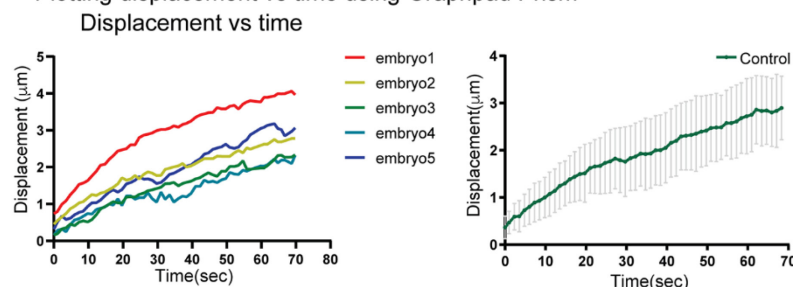 Displacement vs time
Displacement (μm)
5
4
3
2
1
0
0 10 20 30 40 50 60 70 80
Time(sec)
embryo1
embryo2
embryo3
embryo4
embryo5
Displacement(μm)
4
3
2
1
0
0 10 20 30 40 50 60 70
Time(sec)
Control